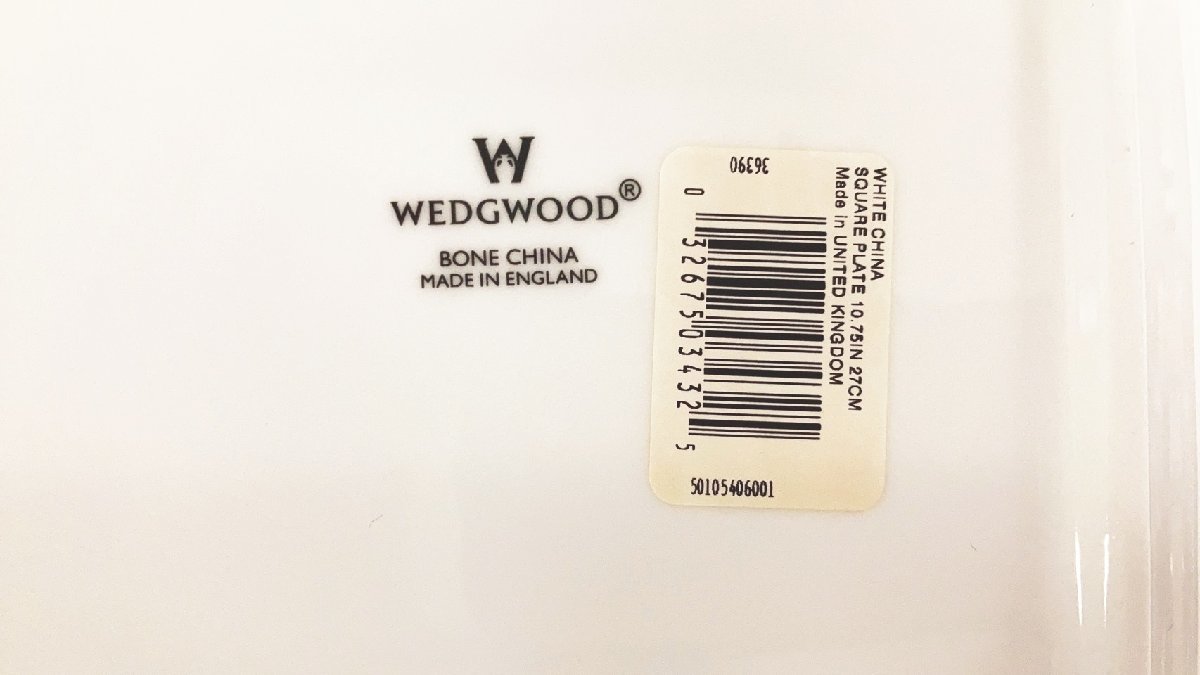 W
WEDGWOOD®
BONE CHINA
MADE IN ENGLAND
WHITE CHINA
SQUARE PLATE 10.75IN 27CM
Made in UNITED KINGDOM
36390
0 32675 03432 5
50105406001